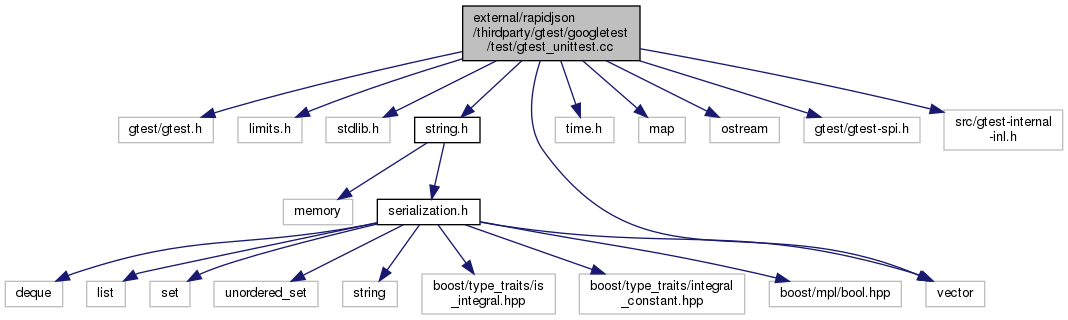 external/rapidjson
/thirdparty/gtest/googletest
/test/gtest_unittest.cc
gtest/gtest.h
limits.h
stdlib.h
string.h
time.h
map
ostream
gtest/gtest-spi.h
src/gtest-internal
-inl.h
memory
serialization.h
deque
list
set
unordered_set
string
boost/type_traits/is
_integral.hpp
boost/type_traits/integral
_constant.hpp
boost/mpl/bool.hpp
vector